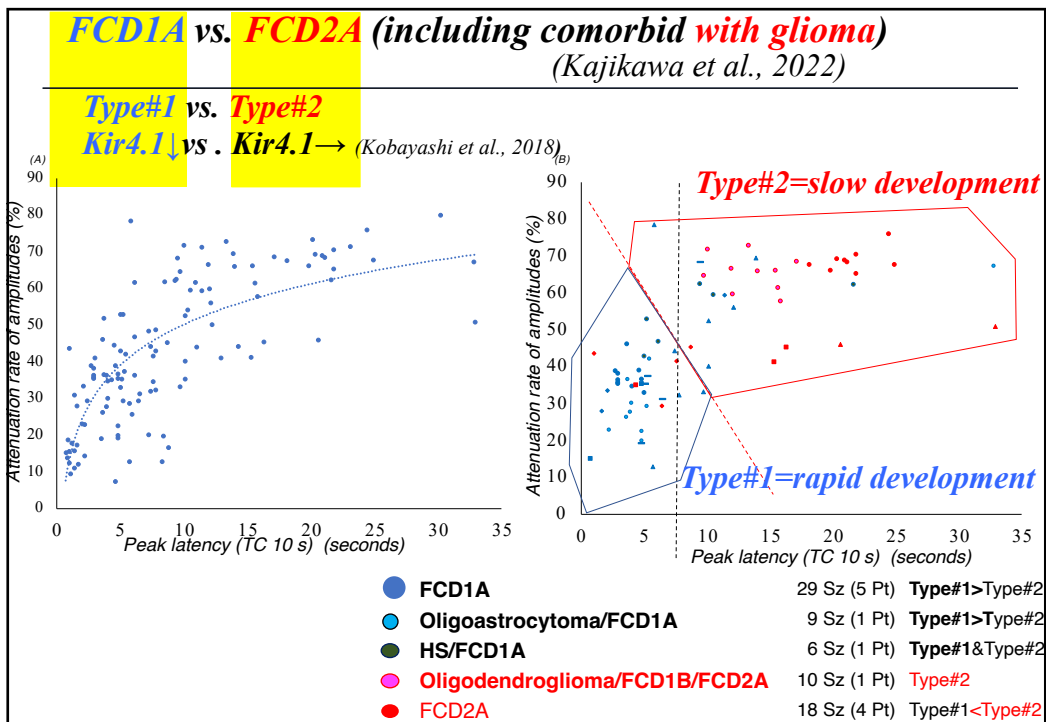 FCD1A vs. FCD2A (including comorbid with glioma)
(Kajikawa et al., 2022)
Type#1 vs. Type#2
Kir4.1↓vs . Kir4.1→ (Kobayashi et al., 2018)
(A)
Attenuation rate of amplitudes (%)
90
80
70
60
50
40
30
20
10
0
0 5 10 15 20 25 30 35
Peak latency (TC 10 s) (seconds)
(B)
Type#2=slow development
Attenuation rate of amplitudes (%)
90
80
70
60
50
40
30
20
10
0
Type#1=rapid development
0 5 10 15 20 25 30 35
Peak latency (TC 10 s) (seconds)
FCD1A 29 Sz (5 Pt) Type#1>Type#2
Oligoastrocytoma/FCD1A 9 Sz (1 Pt) Type#1>Type#2
HS/FCD1A 6 Sz (1 Pt) Type#1&Type#2
Oligodendroglioma/FCD1B/FCD2A 10 Sz (1 Pt) Type#2
FCD2A 18 Sz (4 Pt) Type#1<Type#2